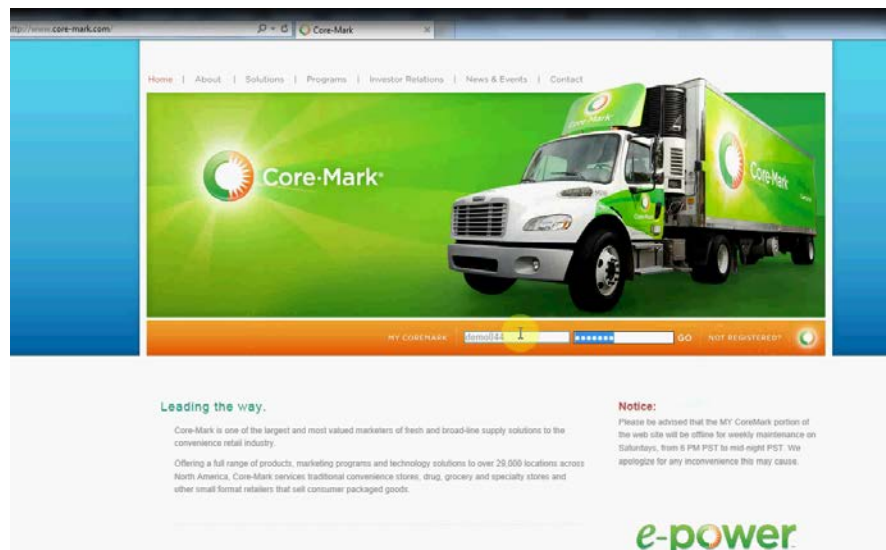 http://www.core-mark.com/
Core-Mark
Home | About | Solutions | Programs | Investor Relations | News & Events | Contact
Core-Mark
Core-Mark
Core-Mark
MY COREMARK demo044 GO NOT REGISTERED?
Leading the way.
Notice:
Core-Mark is one of the largest and most valued marketers of fresh and broad-line supply solutions to the
convenience retail industry.
Please be advised that the MY CoreMark portion of
the web site will be offline for weekly maintenance on
Saturdays, from 6 PM PST to mid-night PST. We
apologize for any inconvenience this may cause.
Offering a full range of products, marketing programs and technology solutions to over 29,000 locations across
North America, Core-Mark services traditional convenience stores, drug, grocery and specialty stores and
other small format retailers that sell consumer packaged goods.
e-power